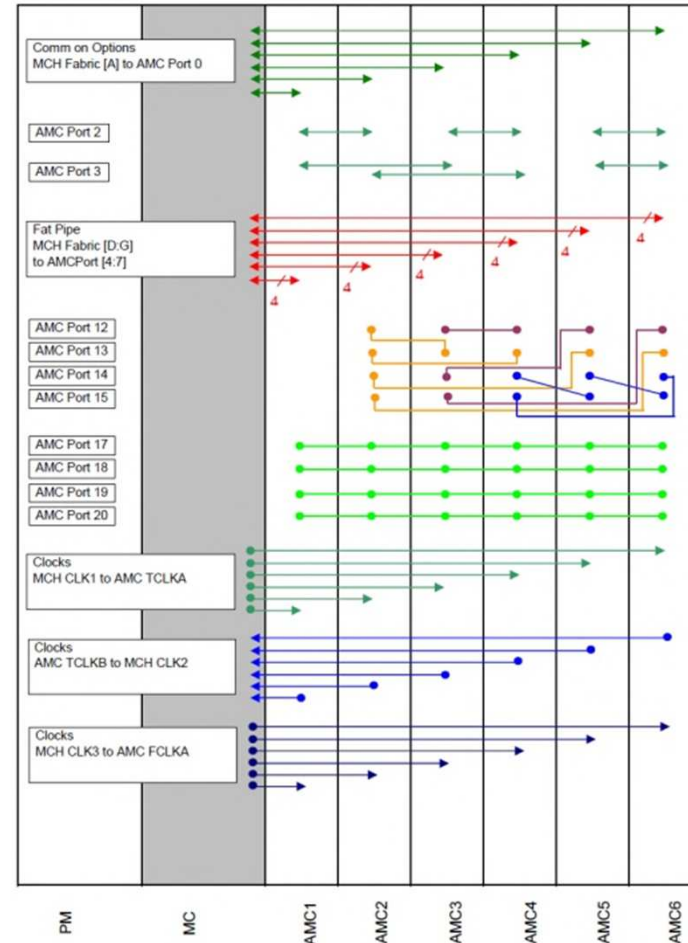 Comm on Options
MCH Fabric [A] to AMC Port 0
AMC Port 2
AMC Port 3
Fat Pipe
MCH Fabric [D:G]
to AMCPort [4:7]
4
4
4
4
4
4
AMC Port 12
AMC Port 13
AMC Port 14
AMC Port 15
AMC Port 17
AMC Port 18
AMC Port 19
AMC Port 20
Clocks
MCH CLK1 to AMC TCLKA
Clocks
AMC TCLKB to MCH CLK2
Clocks
MCH CLK3 to AMC FCLKA
PM
MC
AMC1
AMC2
AMC3
AMC4
AMC5
AMC6